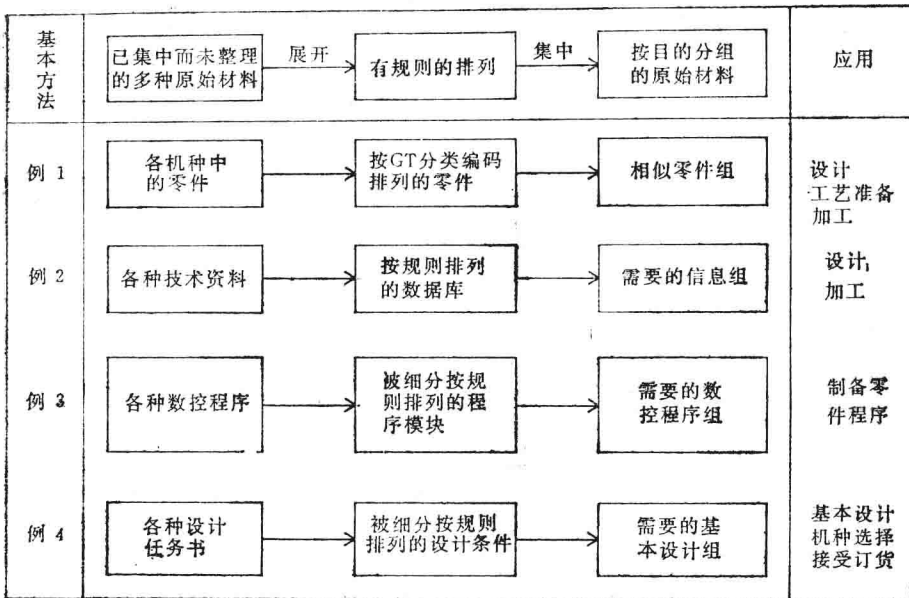 基
本
方
法
已集中而未整理
的多种原始材料
展开
有规则的排列
集中
按目的分组
的原始材料
应用
例 1
各机种中
的零件
按GT分类编码
排列的零件
相似零件组
设计
工艺准备
加工
例 2
各种技术资料
按规则排列
的数据库
需要的信息组
设计
加工
例 3
各种数控程序
被细分按规
则排列的程
序模块
需要的数
控程序组
制备零
件程序
例 4
各种设计
任务书
被细分按规则
排列的设计条件
需要的基
本设计组
基本设计
机种选择
接受订货